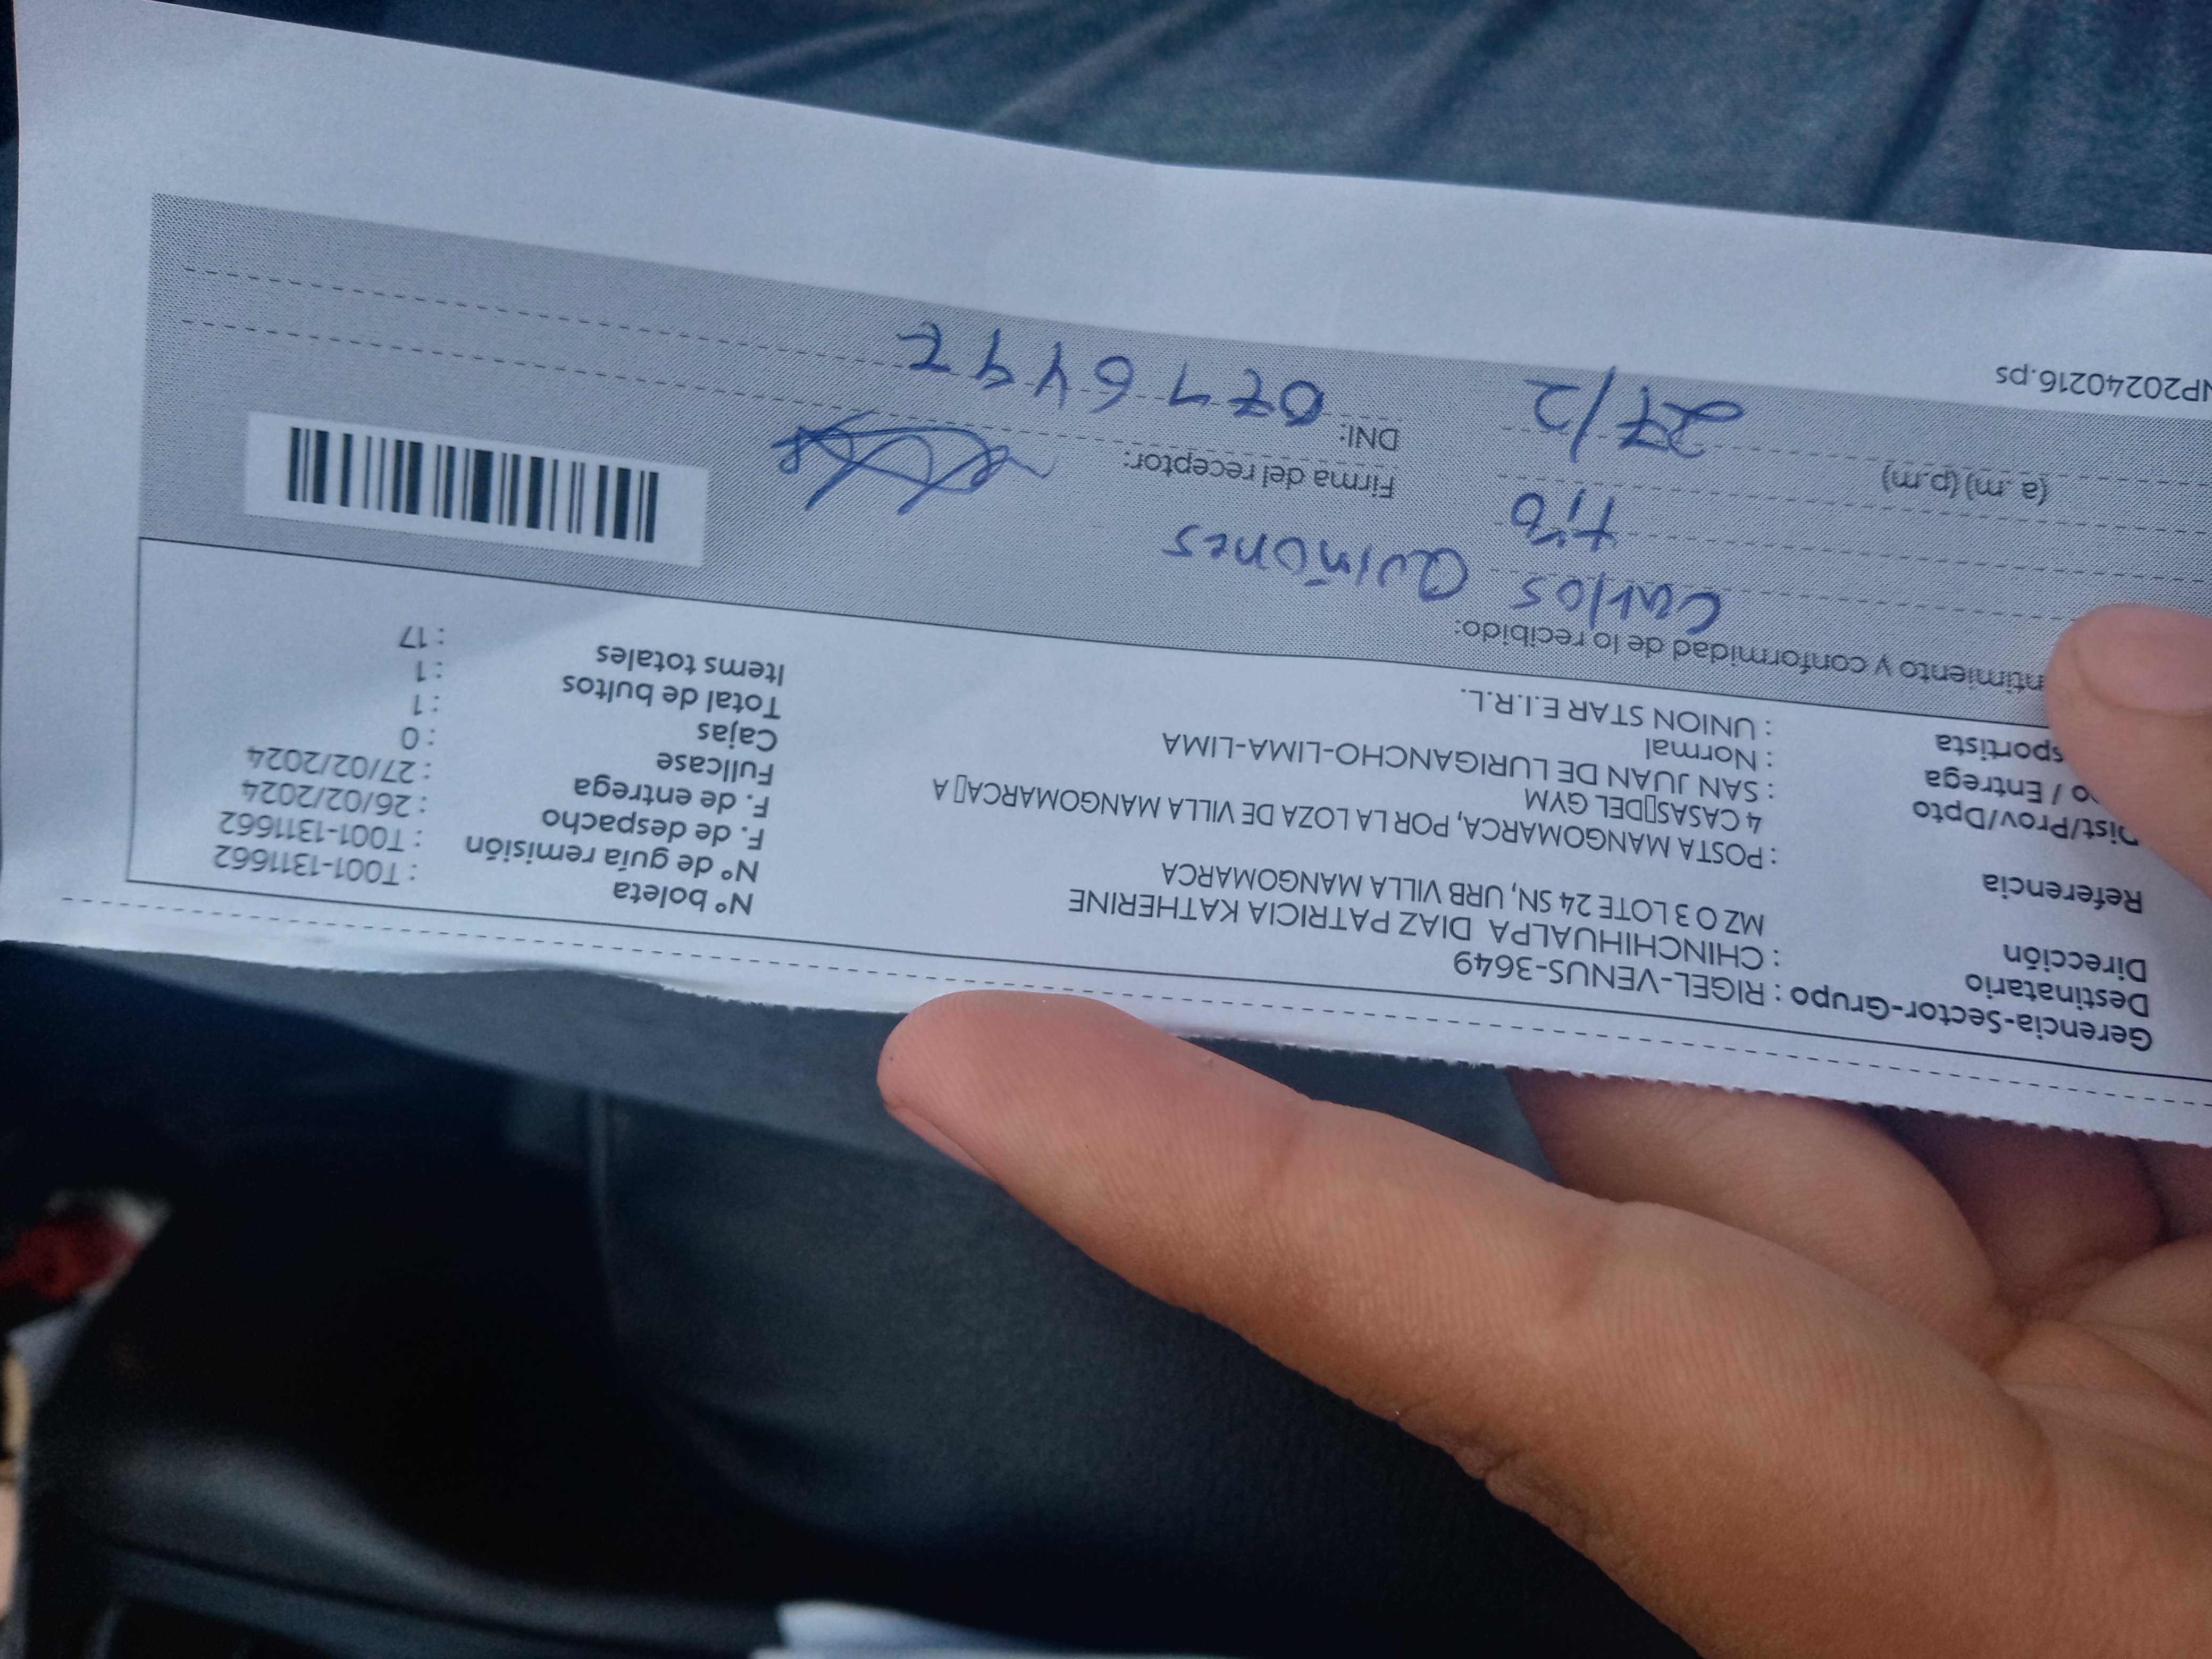 Gerencia-Sector-Grupo : RIGEL-VENUS-3649
Destinatario : CHINCHIHUALPA DIAZ PATRICIA KATHERINE
Dirección MZ O 3 LOTE 24 SN, URB VILLA MANGOMARCA
Referencia : POSTA MANGOMARCA, POR LA LOZA DE VILLA MANGOMARCA▯ A
4 CASAS▯DEL GYM
Dist/Prov/Dpto : SAN JUAN DE LURIGANCHO-LIMA-LIMA
o / Entrega : Normal
sportista : UNION STAR E.I.R.L.
N° boleta : T001-1311662
N° de guía remisión : T001-1311662
F. de despacho : 26/02/2024
F. de entrega : 27/02/2024
Fullcase : 0
Cajas : 1
Total de bultos : 1
Items totales : 17
ntimiento y conformidad de lo recibido:
Carlos Quiñones
tio
Firma del receptor:
(a.m) (p.m) 27/2
DNI:
NP20240216.ps